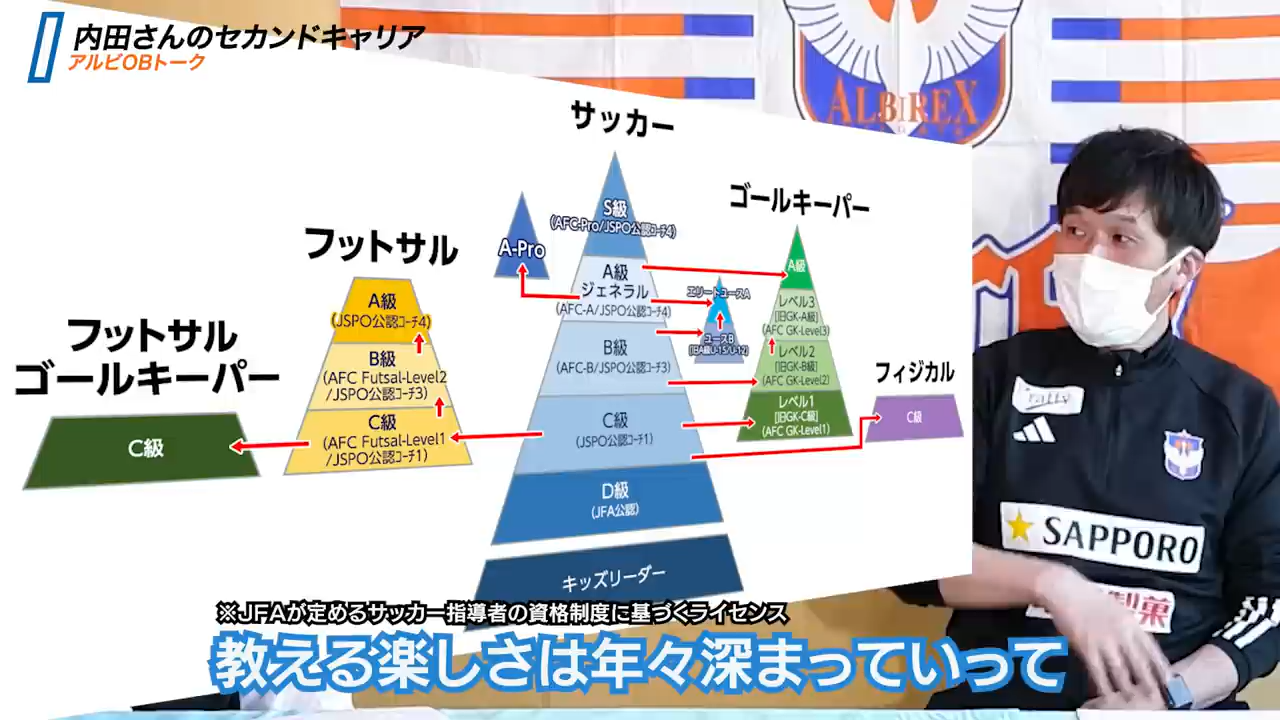 内田さんのセカンドキャリア
アルビOBトーク
ALBIREX
サッカー
S級
(AFC-Pro/JSPO公認コーチ4)
A-Pro
A級
ジェネラル
(AFC-A/JSPO公認コーチ4)
B級
(AFC-B/JSPO公認コーチ3)
C級
(JSPO公認コーチ1)
D級
(JFA公認)
キッズリーダー
エリートユースA
ユースB
[旧A級U-15/U-12]
ゴールキーパー
A級
レベル3
[旧GK-A級]
(AFC GK-Level3)
レベル2
[旧GK-B級]
(AFC GK-Level2)
レベル1
[旧GK-C級]
(AFC GK-Level1)
フィジカル
C級
フットサル
A級
(JSPO公認コーチ4)
B級
(AFC Futsal-Level2
/JSPO公認コーチ3)
C級
(AFC Futsal-Level1
/JSPO公認コーチ1)
フットサル
ゴールキーパー
C級
SAPPORO
製菓
※JFAが定めるサッカー指導者の資格制度に基づくライセンス
教える楽しさは年々深まっていって